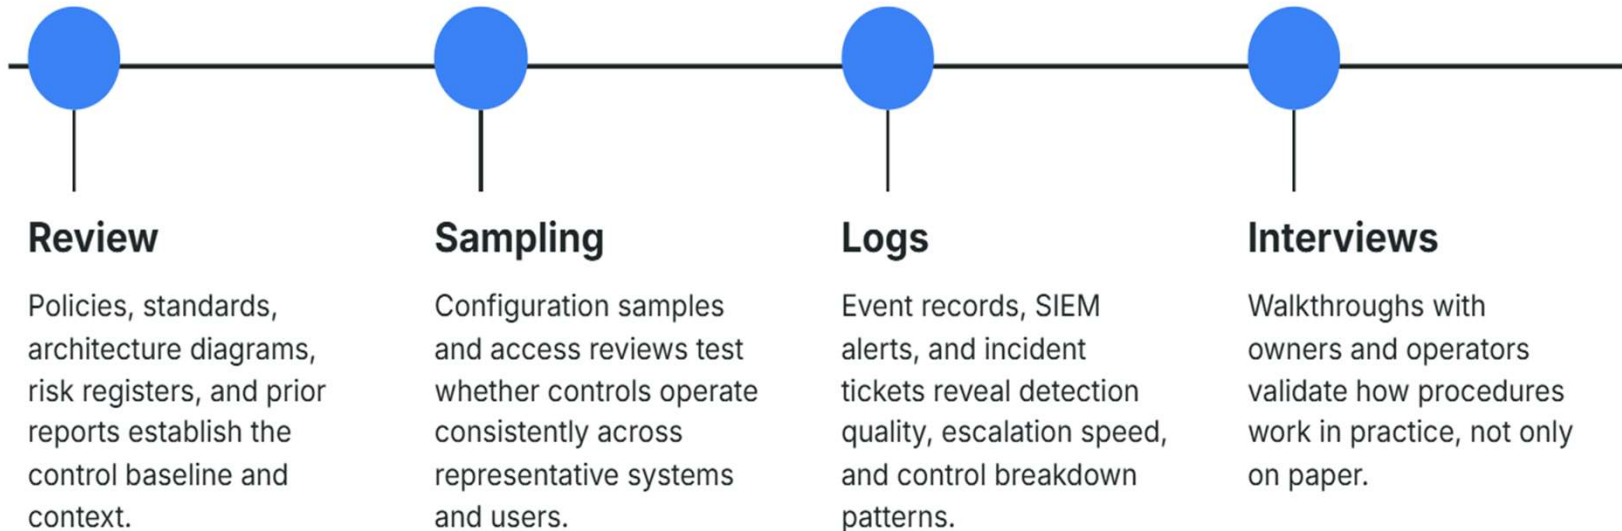 Review
Policies, standards,
architecture diagrams,
risk registers, and prior
reports establish the
control baseline and
context.
Sampling
Configuration samples
and access reviews test
whether controls operate
consistently across
representative systems
and users.
Logs
Event records, SIEM
alerts, and incident
tickets reveal detection
quality, escalation speed,
and control breakdown
patterns.
Interviews
Walkthroughs with
owners and operators
validate how procedures
work in practice, not only
on paper.